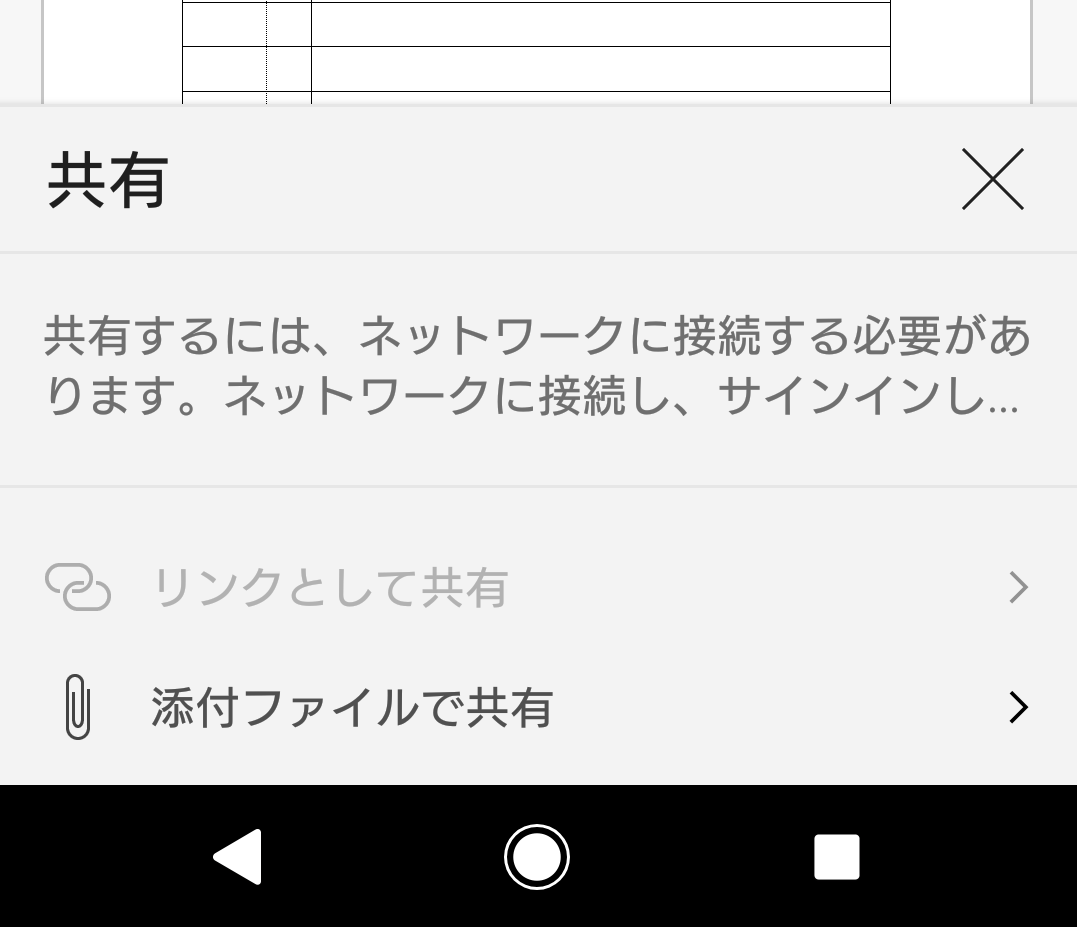 共有
共有するには、ネットワークに接続する必要があ
ります。ネットワークに接続し、サインインし...
リンクとして共有
添付ファイルで共有